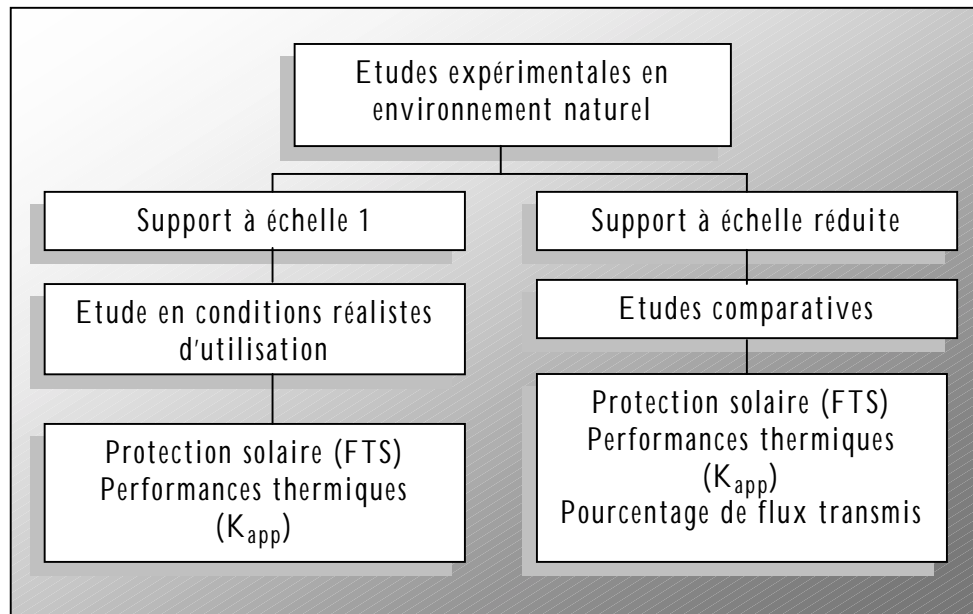 Etudes expérimentales en
environnement naturel
Support à échelle 1
Etude en conditions réalistes
d'utilisation
Protection solaire (FTS)
Performances thermiques
(Kapp)
Support à échelle réduite
Etudes comparatives
Protection solaire (FTS)
Performances thermiques
(Kapp)
Pourcentage de flux transmis